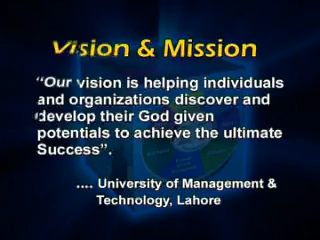 Vision & Mission
“Our vision is helping individuals
and organizations discover and
develop their God given
potentials to achieve the ultimate
Success”.
.... University of Management &
Technology, Lahore